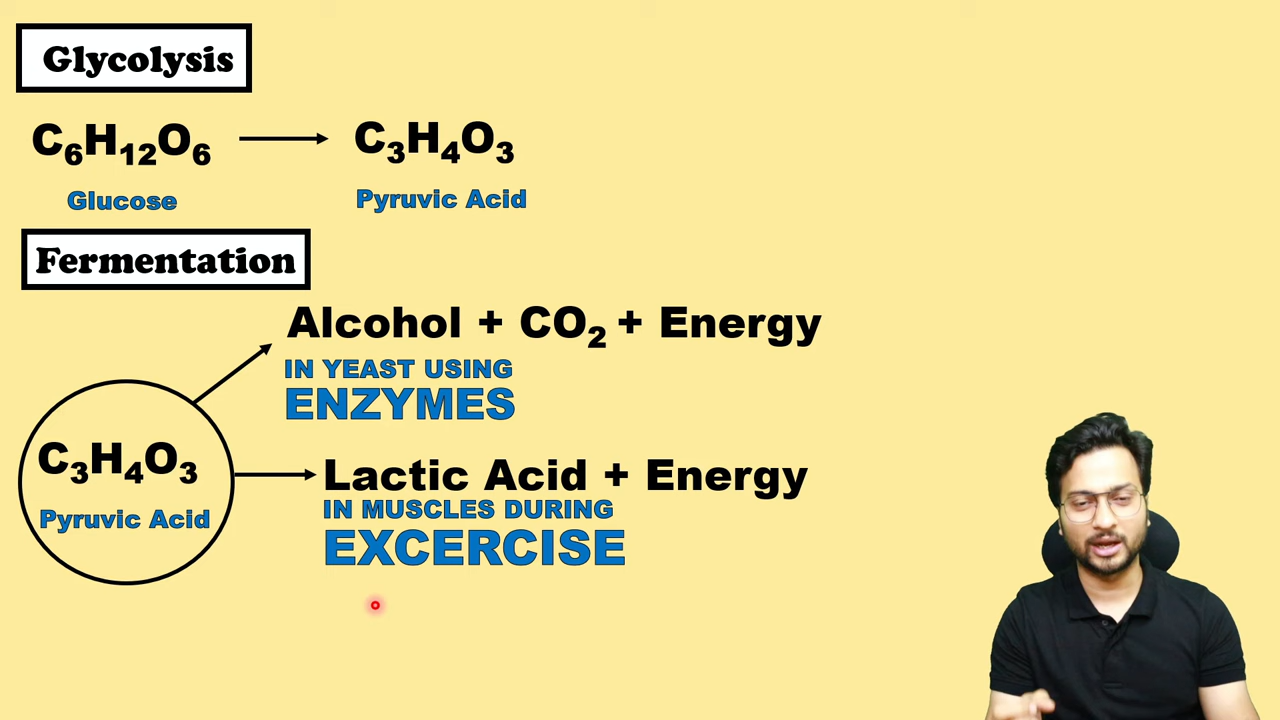 Glycolysis
C₆H₁₂O₆ → C₃H₄O₃
Glucose Pyruvic Acid
Fermentation
Alcohol + CO₂ + Energy
IN YEAST USING
ENZYMES
C₃H₄O₃
Pyruvic Acid
Lactic Acid + Energy
IN MUSCLES DURING
EXCERCISE